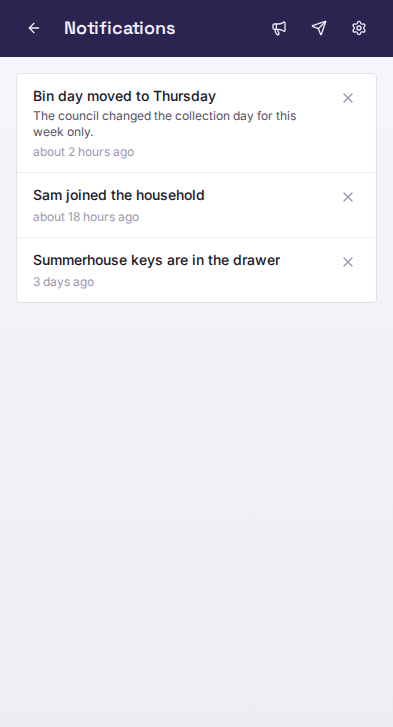 Notifications
Bin day moved to Thursday
The council changed the collection day for this
week only.
about 2 hours ago
Sam joined the household
about 18 hours ago
Summerhouse keys are in the drawer
3 days ago